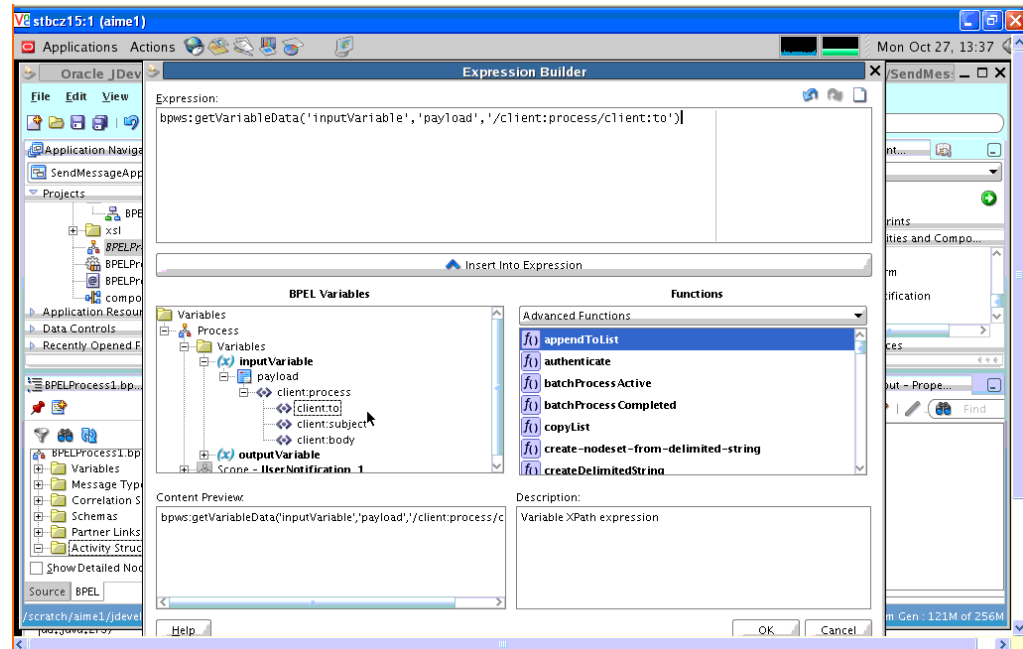 stbcz15:1 (aime1)
Applications Actions
Mon Oct 27, 13:37
Oracle JDev
Expression Builder
/SendMes:
File Edit View
Expression:
bpws:getVariableData('inputVariable','payload','/client:process/client:to')
Application Naviga
SendMessageApp
Projects
BPE
xsl
BPELPr
BPELPr
BPELPr
compo
Application Resour
Data Controls
Recently Opened F
nt...
rints
ities and Compo...
rm
ification
ces
Insert Into Expression
BPEL Variables
Functions
Variables
Process
Variables
(x) inputVariable
payload
client:process
client:to
client:subject
client:body
(x) outputVariable
Scope - UserNotification_1
Advanced Functions
f() appendToList
f() authenticate
f() batchProcessActive
f() batchProcessCompleted
f() copyList
f() create-nodeset-from-delimited-string
f() createDelimitedString
BPELProcess1.bp...
BPELProcess1.bp
Variables
Message Type
Correlation S
Schemas
Partner Links
Activity Struc
Show Detailed Nod
Source BPEL
out - Prope...
Find
Content Preview:
bpws:getVariableData('inputVariable','payload','/client:process/c
Description:
Variable XPath expression
/scratch/aime1/jdevel
m Gen : 121M of 256M
Help
OK
Cancel